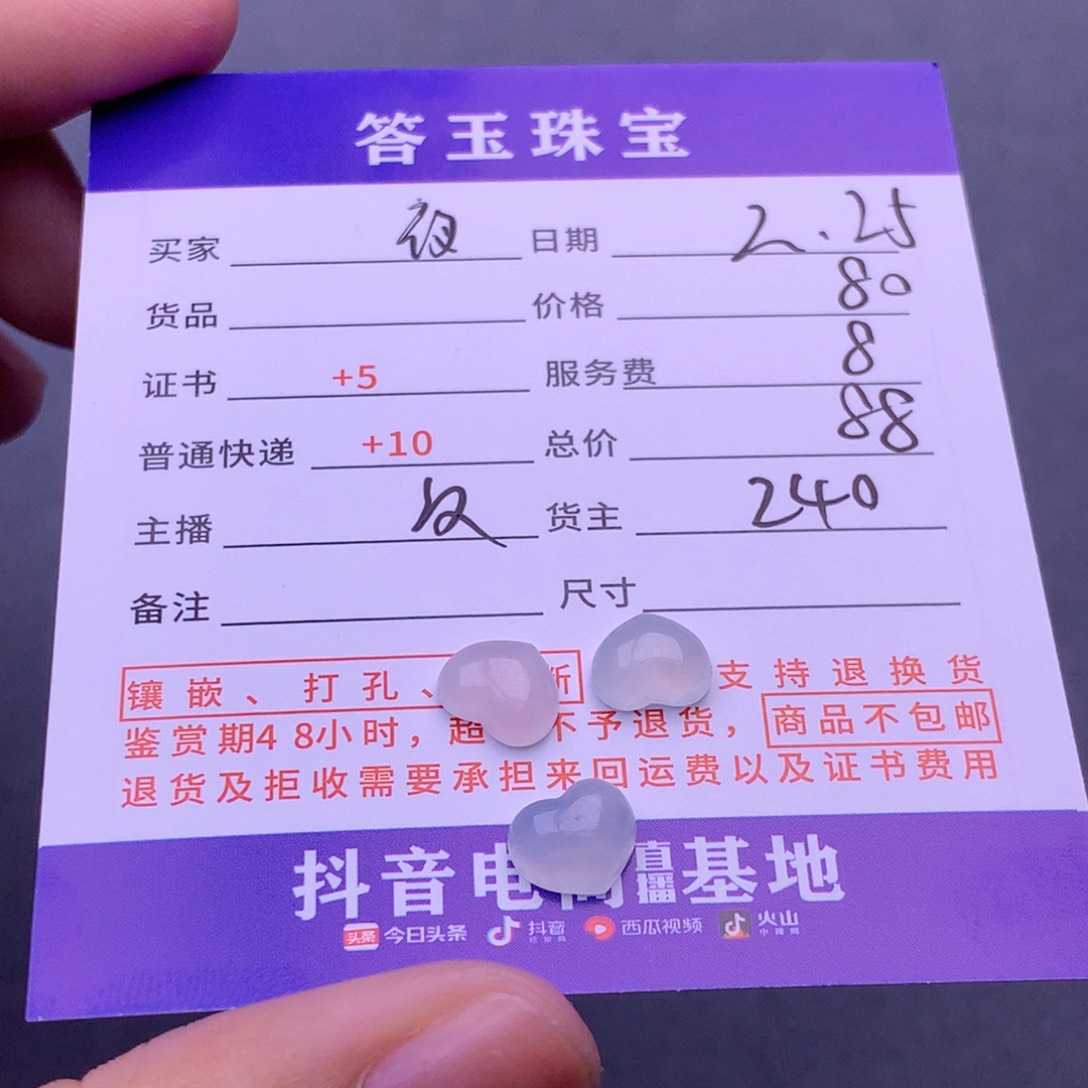 答玉珠宝
买家 日期 2.25
货品 价格 80
证书 +5 服务费 8
普通快递 +10 总价 88
主播 货主 240
备注 尺寸
镶嵌、打孔、 支持退换货
鉴赏期48小时，超 不予退货，商品不包邮
退货及拒收需要承担来回运费以及证书费用
抖音电商直播基地
头条 今日头条 抖音 西瓜视频 火山